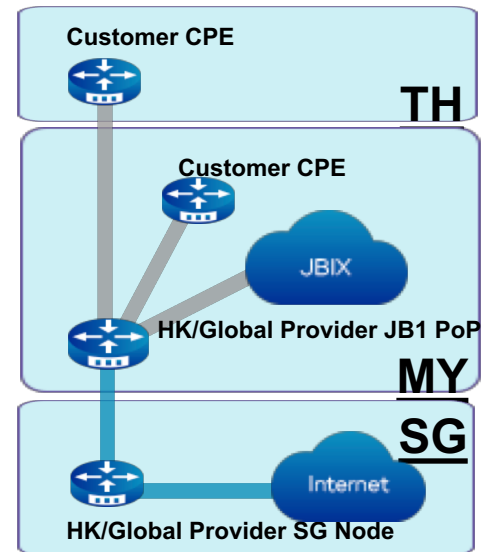 Customer CPE
TH
Customer CPE
JBIX
HK/Global Provider JB1 PoP
MY
SG
Internet
HK/Global Provider SG Node